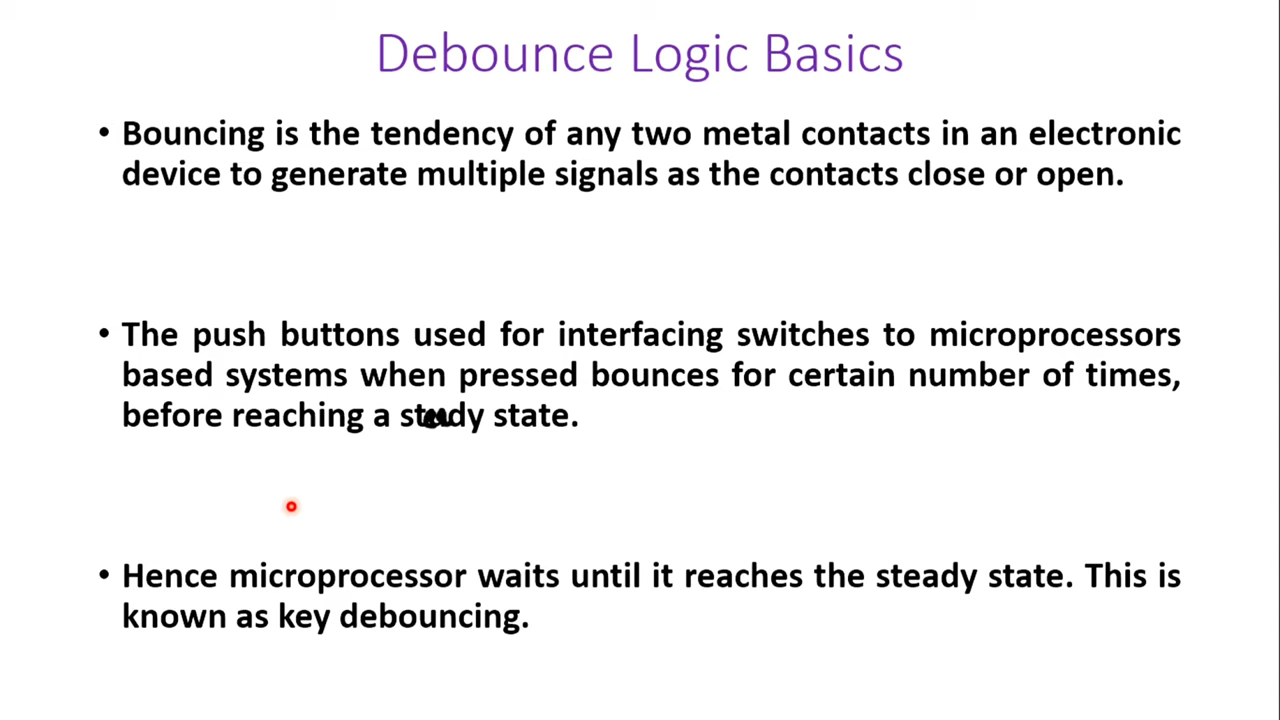 Debounce Logic Basics
• Bouncing is the tendency of any two metal contacts in an electronic
device to generate multiple signals as the contacts close or open.
• The push buttons used for interfacing switches to microprocessors
based systems when pressed bounces for certain number of times,
before reaching a steady state.
• Hence microprocessor waits until it reaches the steady state. This is
known as key debouncing.